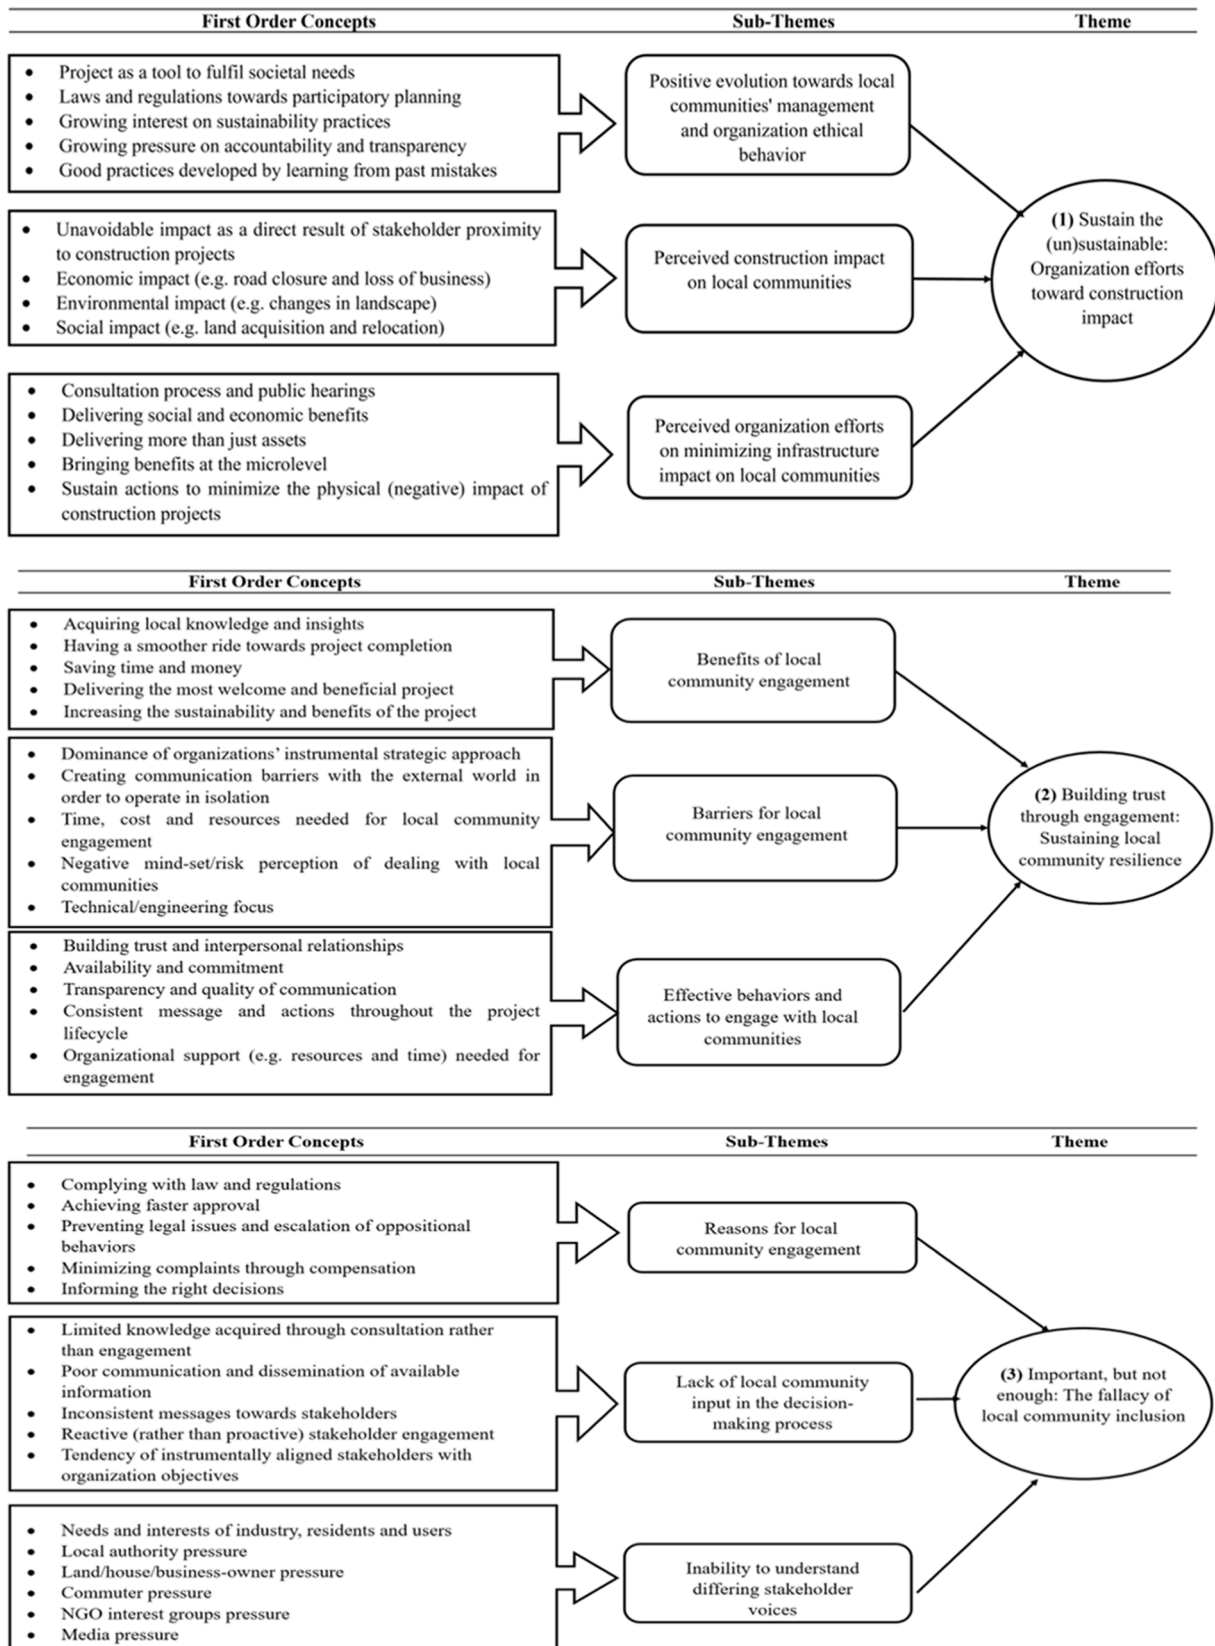 First Order Concepts Sub-Themes Theme
• Project as a tool to fulfil societal needs
• Laws and regulations towards participatory planning
• Growing interest on sustainability practices
• Growing pressure on accountability and transparency
• Good practices developed by learning from past mistakes
Positive evolution towards local
communities' management
and organization ethical
behavior
• Unavoidable impact as a direct result of stakeholder proximity
to construction projects
• Economic impact (e.g. road closure and loss of business)
• Environmental impact (e.g. changes in landscape)
• Social impact (e.g. land acquisition and relocation)
Perceived construction impact
on local communities
• Consultation process and public hearings
• Delivering social and economic benefits
• Delivering more than just assets
• Bringing benefits at the microlevel
• Sustain actions to minimize the physical (negative) impact of
construction projects
Perceived organization efforts
on minimizing infrastructure
impact on local communities
(1) Sustain the
(un)sustainable:
Organization efforts
toward construction
impact
First Order Concepts Sub-Themes Theme
• Acquiring local knowledge and insights
• Having a smoother ride towards project completion
• Saving time and money
• Delivering the most welcome and beneficial project
• Increasing the sustainability and benefits of the project
Benefits of local
community engagement
• Dominance of organizations’ instrumental strategic approach
• Creating communication barriers with the external world in
order to operate in isolation
• Time, cost and resources needed for local community
engagement
• Negative mind-set/risk perception of dealing with local
communities
• Technical/engineering focus
Barriers for local
community engagement
• Building trust and interpersonal relationships
• Availability and commitment
• Transparency and quality of communication
• Consistent message and actions throughout the project
lifecycle
• Organizational support (e.g. resources and time) needed for
engagement
Effective behaviors and
actions to engage with local
communities
(2) Building trust
through engagement:
Sustaining local
community resilience
First Order Concepts Sub-Themes Theme
• Complying with law and regulations
• Achieving faster approval
• Preventing legal issues and escalation of oppositional
behaviors
• Minimizing complaints through compensation
• Informing the right decisions
Reasons for local
community engagement
• Limited knowledge acquired through consultation rather
than engagement
• Poor communication and dissemination of available
information
• Inconsistent messages towards stakeholders
• Reactive (rather than proactive) stakeholder engagement
• Tendency of instrumentally aligned stakeholders with
organization objectives
Lack of local community
input in the decision-
making process
• Needs and interests of industry, residents and users
• Local authority pressure
• Land/house/business-owner pressure
• Commuter pressure
• NGO interest groups pressure
• Media pressure
Inability to understand
differing stakeholder
voices
(3) Important, but not
enough: The fallacy of
local community inclusion